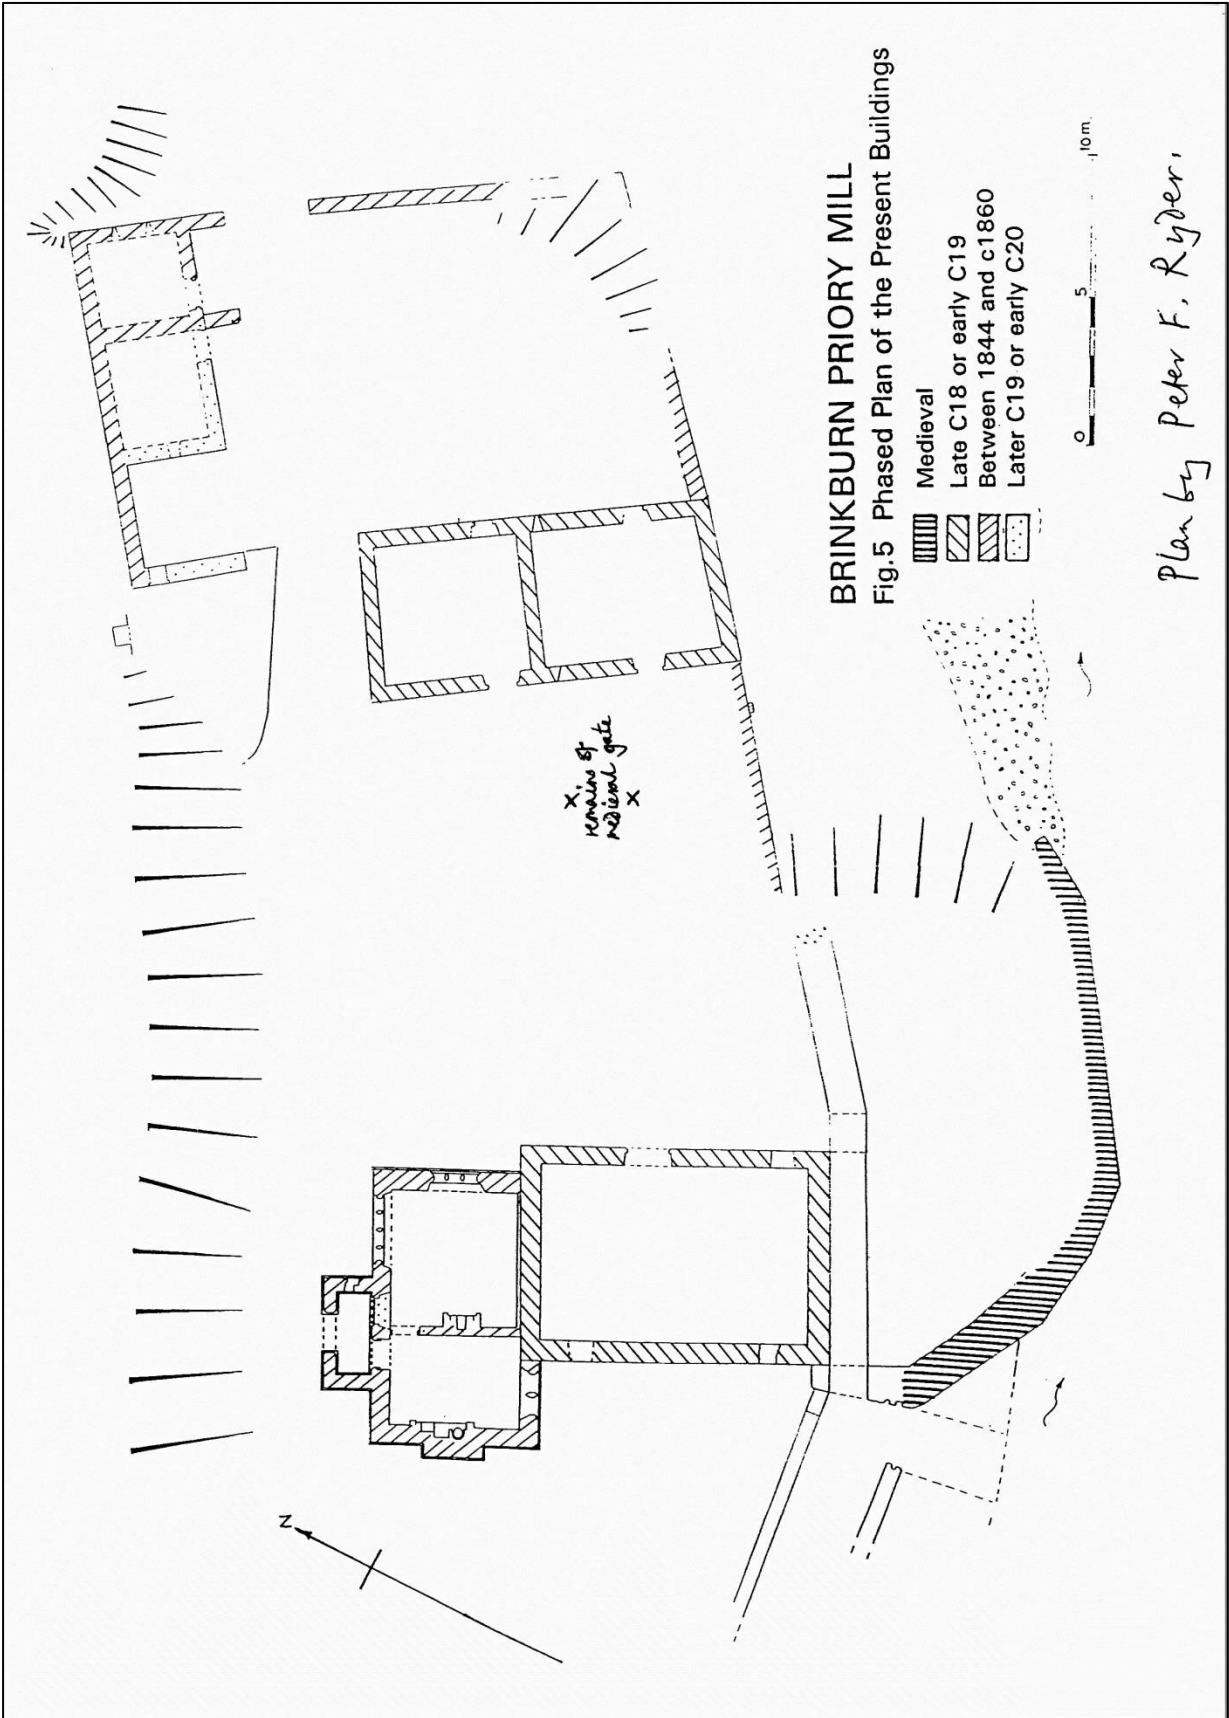 BRINKBURN PRIORY MILL
Fig.5 Phased Plan of the Present Buildings
Medieval
Late C18 or early C19
Between 1844 and c1860
Later C19 or early C20
0 5 10m.
Plan by Peter F. Ryder.
x
remains of
medieval gate
x
N